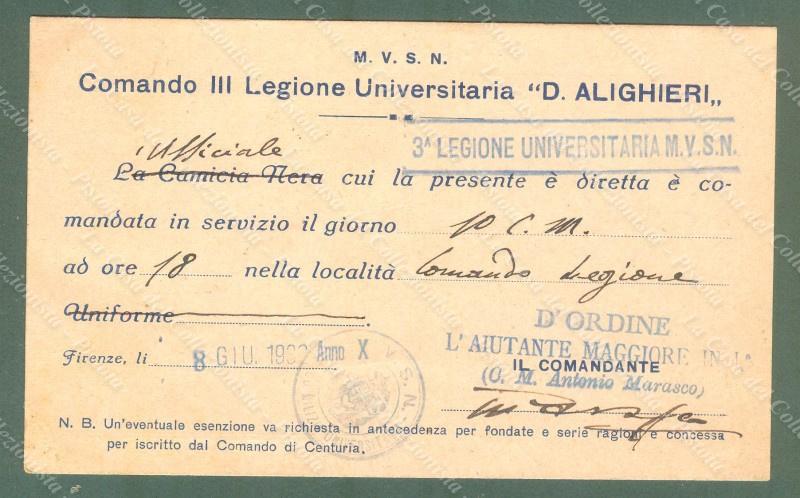 M. V. S. N.
Comando III Legione Universitaria "D. ALIGHIERI„
3ᴬ LEGIONE UNIVERSITARIA M.V.S.N.
l'Ufficiale
La Camicia Nera cui la presente è diretta è co-
mandata in servizio il giorno 10 C. M.
ad ore 18 nella località Comando Legione
Uniforme .
Firenze, li 8 GIU. 1932 Anno X
D'ORDINE
L'AIUTANTE MAGGIORE IN 1ª
IL COMANDANTE
(C. M. Antonio Marasco)
Marasco
N. B. Un'eventuale esenzione va richiesta in antecedenza per fondate e serie ragioni e concessa
per iscritto dal Comando di Centuria.